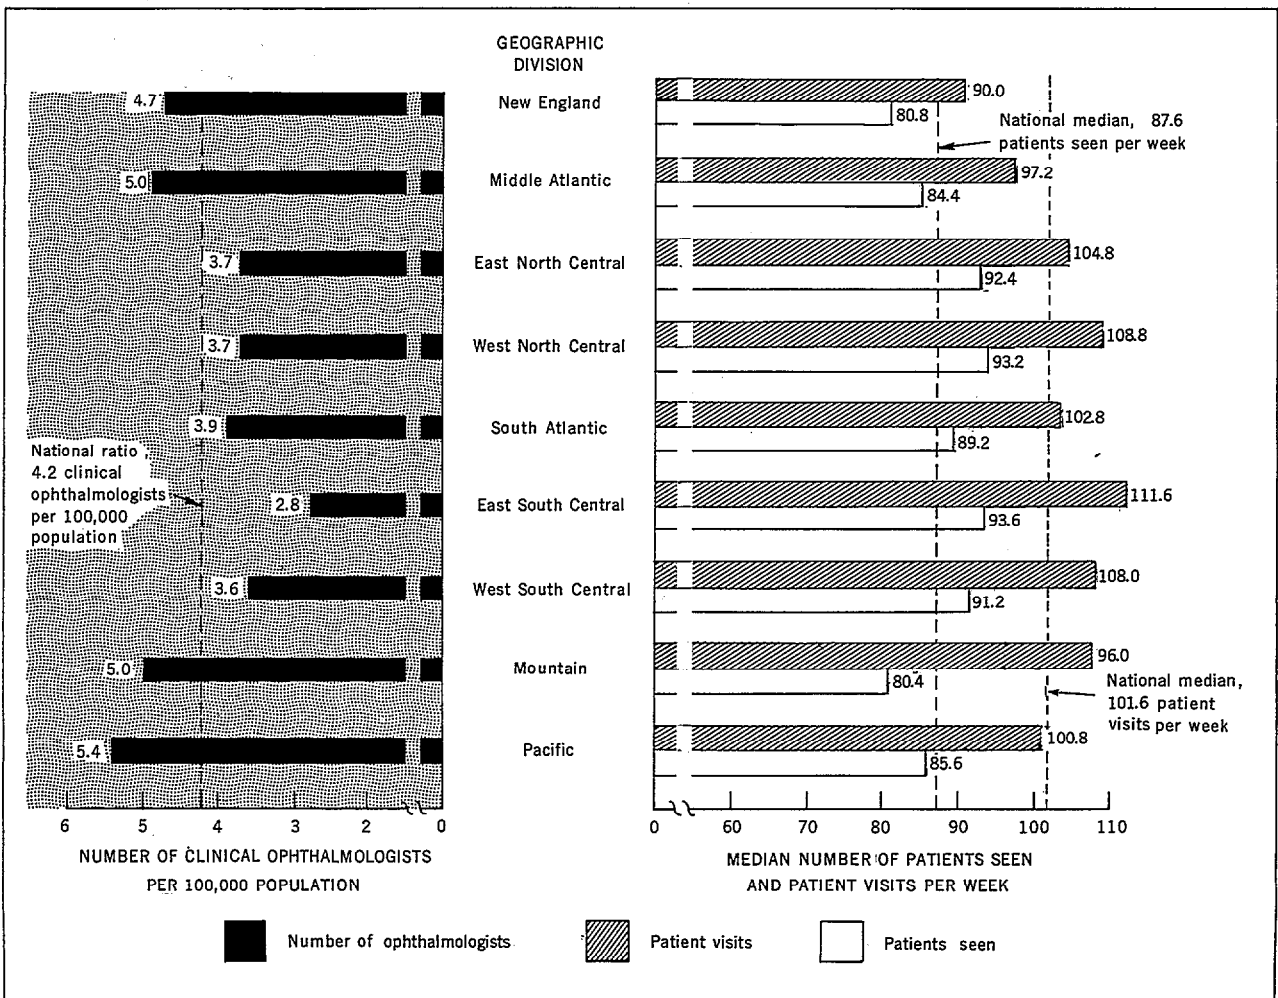 GEOGRAPHIC
DIVISION
4.7
New England
90.0
80.8
National median, 87.6
patients seen per week
5.0
Middle Atlantic
97.2
84.4
3.7
East North Central
104.8
92.4
3.7
West North Central
108.8
93.2
3.9
South Atlantic
102.8
89.2
National ratio,
4.2 clinical
ophthalmologists
per 100,000
population
2.8
East South Central
111.6
93.6
3.6
West South Central
108.0
91.2
5.0
Mountain
96.0
80.4
National median,
101.6 patient
visits per week
5.4
Pacific
100.8
85.6
6 5 4 3 2 0
0 60 70 80 90 100 110
NUMBER OF CLINICAL OPHTHALMOLOGISTS
PER 100,000 POPULATION
MEDIAN NUMBER OF PATIENTS SEEN
AND PATIENT VISITS PER WEEK
Number of ophthalmologists
Patient visits
Patients seen